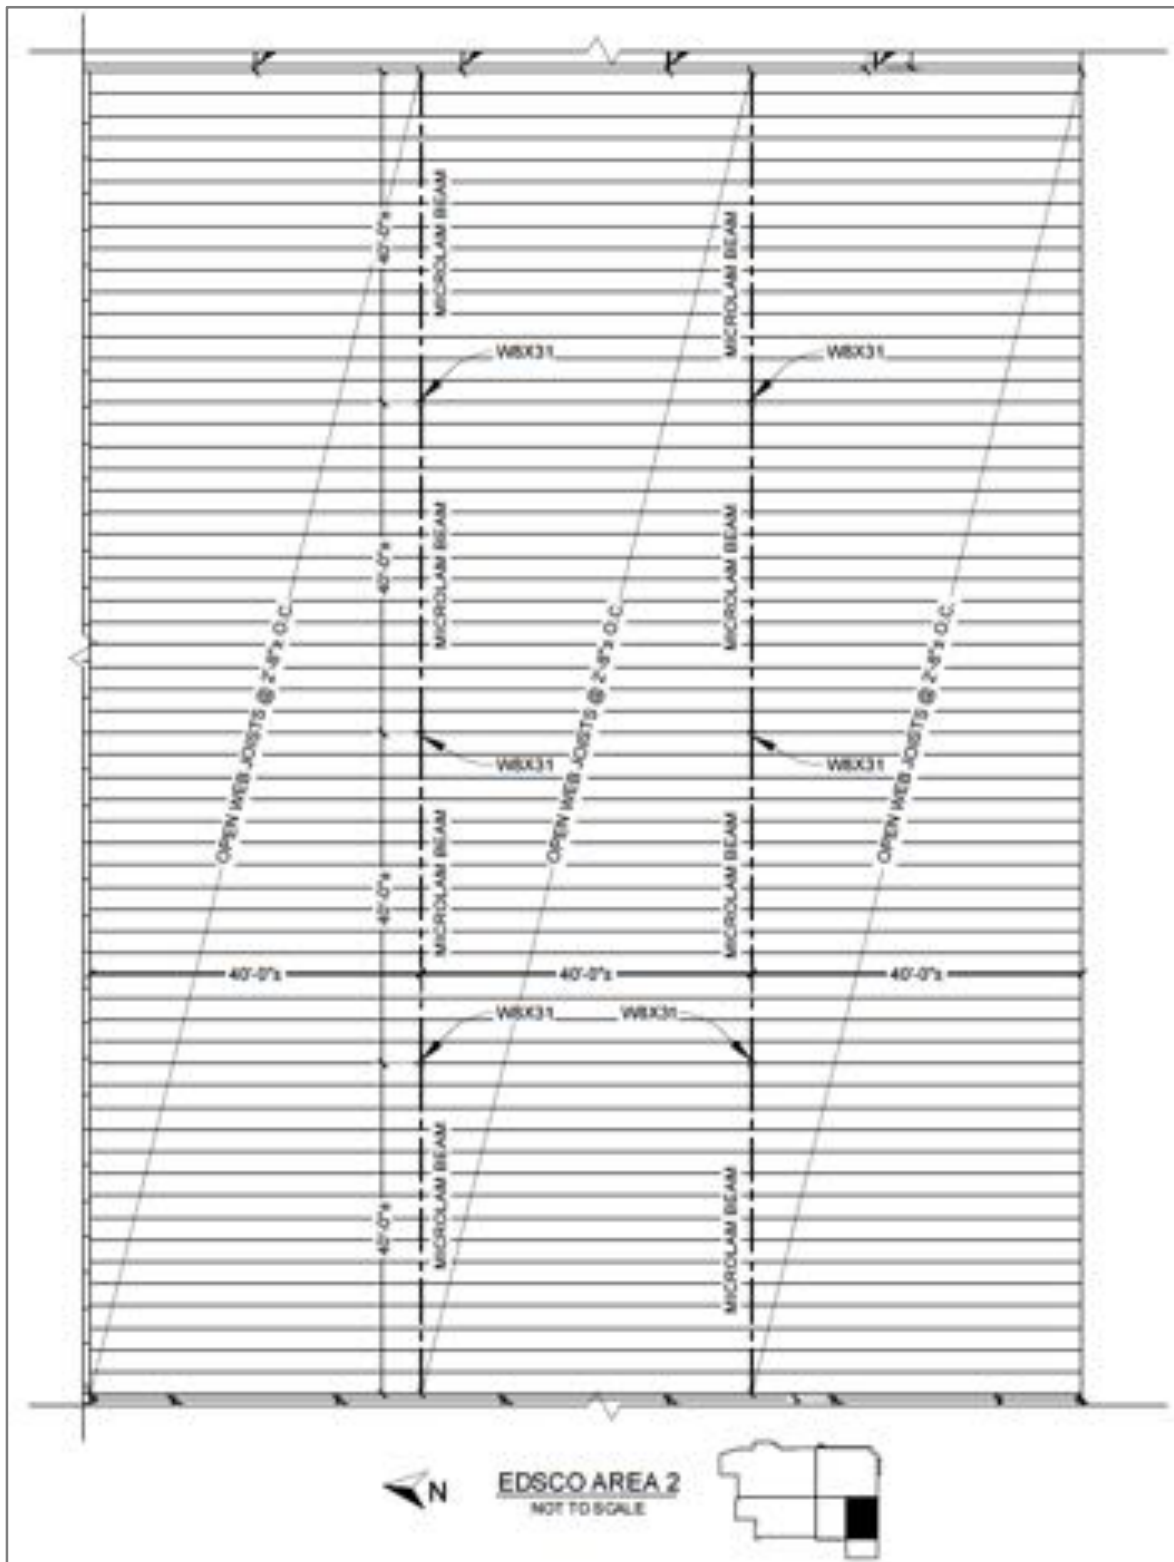 40'-0"±
MICROLAM BEAM
MICROLAM BEAM
W8X31
W8X31
40'-0"±
MICROLAM BEAM
MICROLAM BEAM
OPEN WEB JOISTS @ 2'-8"± O.C.
OPEN WEB JOISTS @ 2'-8"± O.C.
OPEN WEB JOISTS @ 2'-8"± O.C.
W8X31
W8X31
40'-0"±
MICROLAM BEAM
MICROLAM BEAM
40'-0"±
40'-0"±
40'-0"±
W8X31
W8X31
40'-0"±
MICROLAM BEAM
MICROLAM BEAM
N
EDSCO AREA 2
NOT TO SCALE